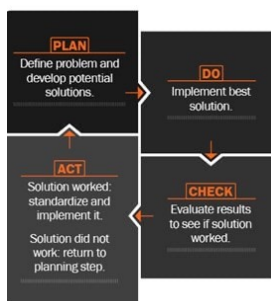 PLAN
Define problem and
develop potential
solutions.
DO
Implement best
solution.
CHECK
Evaluate results
to see if solution
worked.
ACT
Solution worked:
standardize and
implement it.
Solution did not
work: return to
planning step.